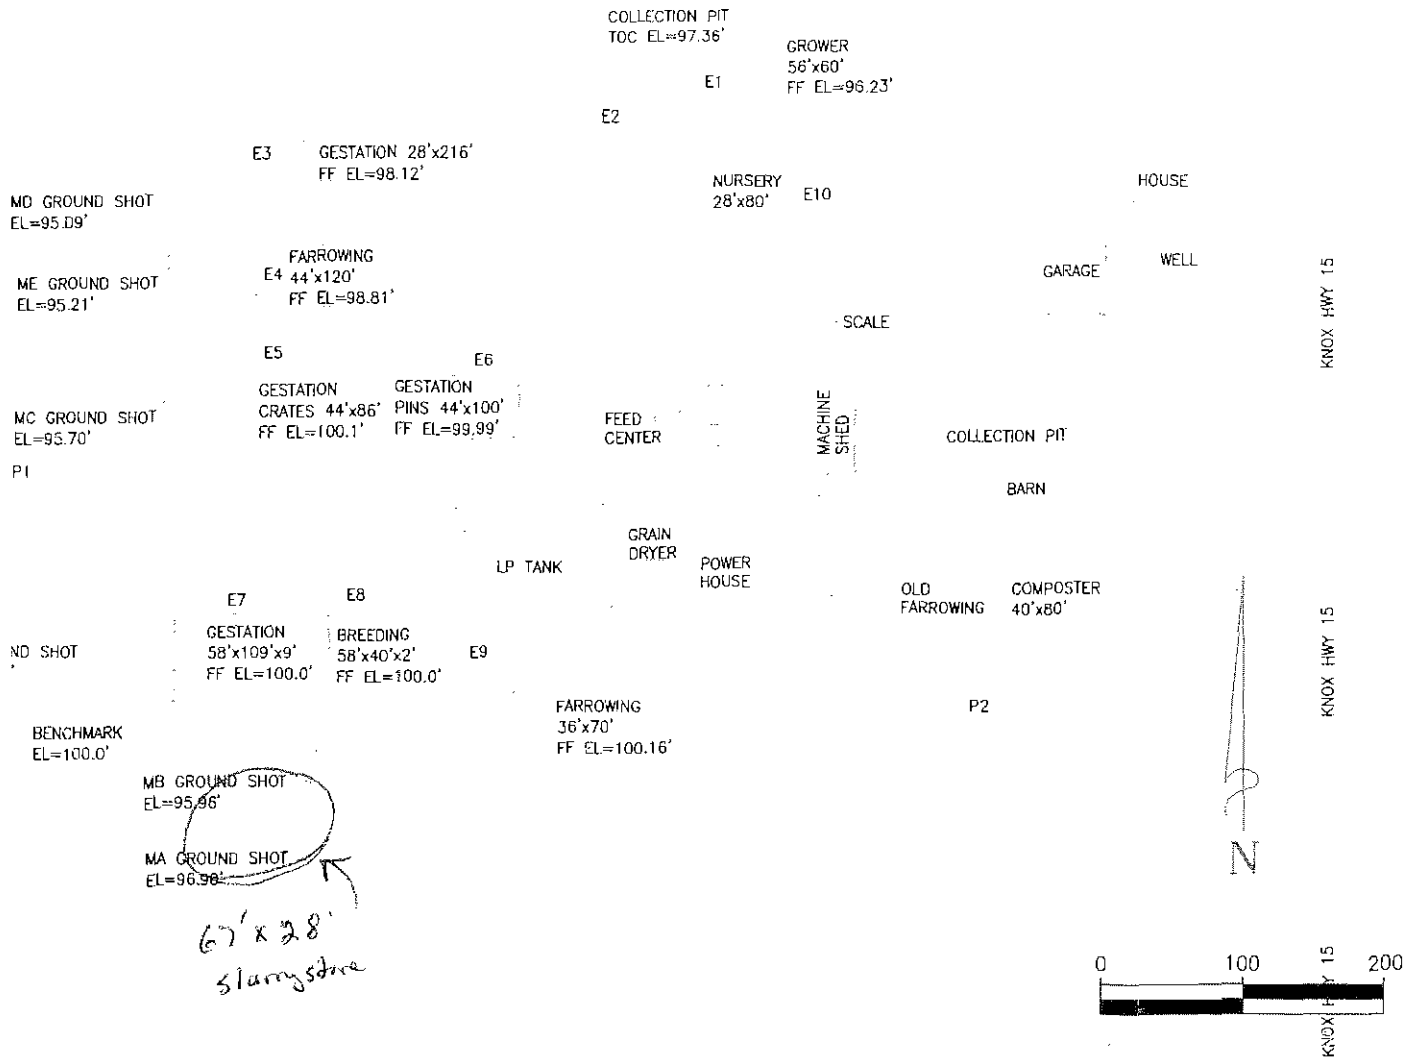 COLLECTION PIT
TOC EL=97.36'
GROWER
56'x60'
FF EL=96.23'
E1
E2
E3
GESTATION 28'x216'
FF EL=98.12'
NURSERY
28'x80'
E10
HOUSE
MD GROUND SHOT
EL=95.09'
FARROWING
44'x120'
FF EL=98.81'
E4
ME GROUND SHOT
EL=95.21'
GARAGE
WELL
KNOX HWY 15
SCALE
E5
E6
GESTATION
CRATES 44'x86'
FF EL=100.1'
GESTATION
PINS 44'x100'
FF EL=99.99'
MC GROUND SHOT
EL=95.70'
FEED
CENTER
MACHINE
SHED
COLLECTION PIT
P1
BARN
GRAIN
DRYER
LP TANK
POWER
HOUSE
OLD
FARROWING
COMPOSTER
40'x80'
E7
E8
GESTATION
58'x109'x9'
FF EL=100.0'
BREEDING
58'x40'x2'
FF EL=100.0'
E9
ND SHOT
'
KNOX HWY 15
FARROWING
36'x70'
FF EL=100.16'
P2
BENCHMARK
EL=100.0'
MB GROUND SHOT
EL=95.96'
MA GROUND SHOT
EL=96.98'
N
67' x 28'
slurrystore
0 100 200
KNOX HWY 15